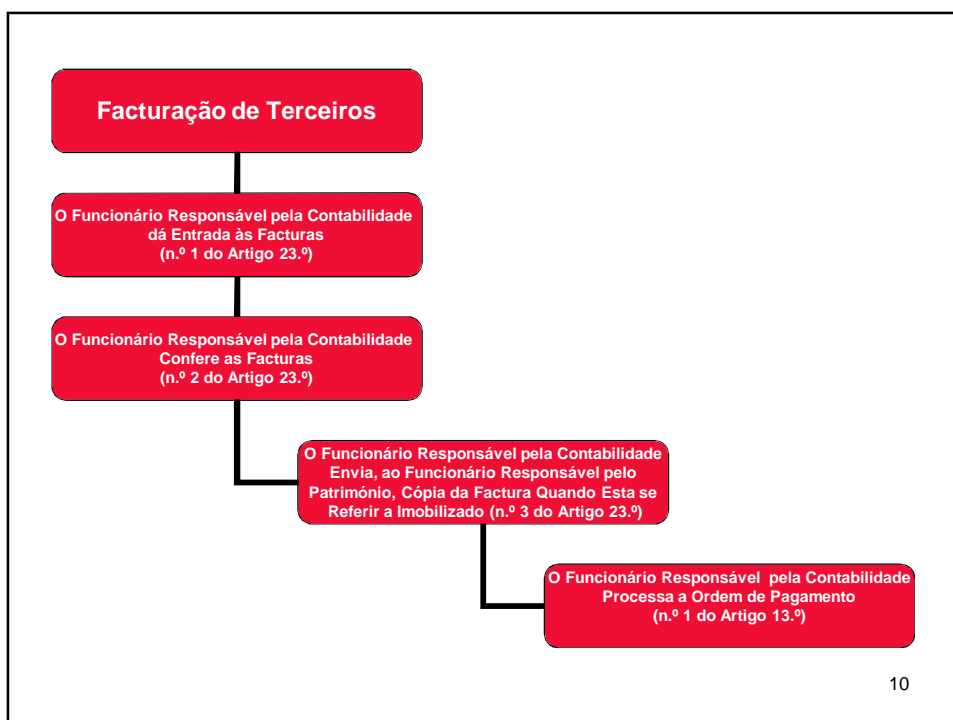 Facturação de Terceiros
O Funcionário Responsável pela Contabilidade
dá Entrada às Facturas
(n.º 1 do Artigo 23.º)
O Funcionário Responsável pela Contabilidade
Confere as Facturas
(n.º 2 do Artigo 23.º)
O Funcionário Responsável pela Contabilidade
Envia, ao Funcionário Responsável pelo
Património, Cópia da Factura Quando Esta se
Referir a Imobilizado (n.º 3 do Artigo 23.º)
O Funcionário Responsável pela Contabilidade
Processa a Ordem de Pagamento
(n.º 1 do Artigo 13.º)
10